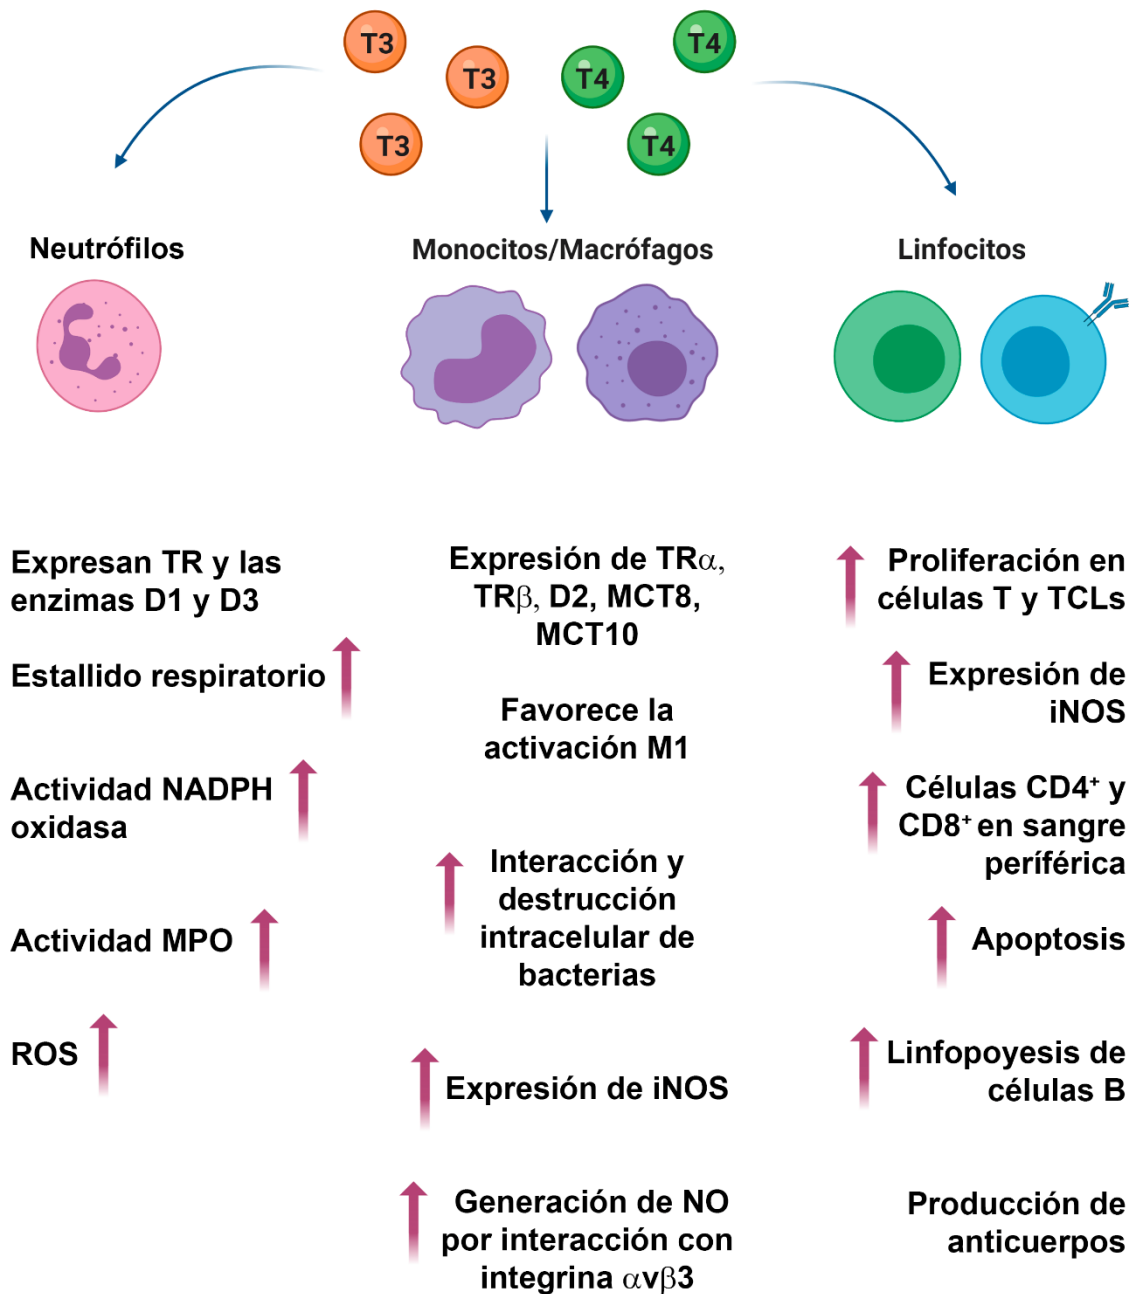 T3
T3
T3
T4
T4
T4
Neutrófilos
Monocitos/Macrófagos
Linfocitos
Expresan TR y las
enzimas D1 y D3
Estallido respiratorio
Actividad NADPH
oxidasa
Actividad MPO
ROS
Expresión de TRα,
TRβ, D2, MCT8,
MCT10
Favorece la
activación M1
Interacción y
destrucción
intracelular de
bacterias
Expresión de iNOS
Generación de NO
por interacción con
integrina αvβ3
Proliferación en
células T y TCLs
Expresión de
iNOS
Células CD4⁺ y
CD8⁺ en sangre
períférica
Apoptosis
Linfopoyesis de
células B
Producción de
anticuerpos